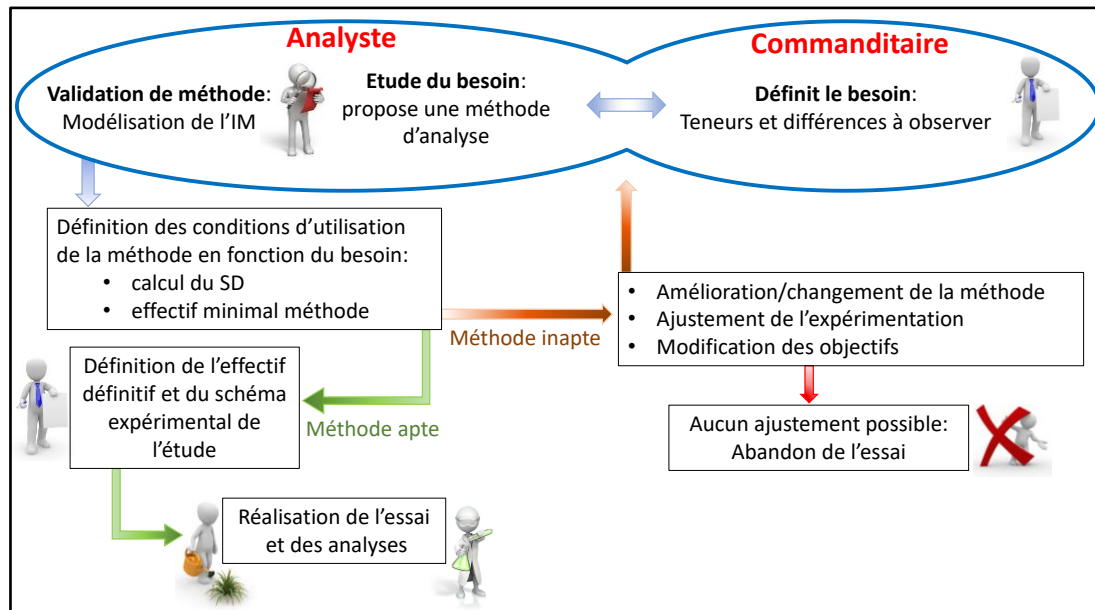 Analyste
Commanditaire
Validation de méthode:
Modélisation de l’IM
Etude du besoin:
propose une méthode
d’analyse
Définit le besoin:
Teneurs et différences à observer
Définition des conditions d’utilisation
de la méthode en fonction du besoin:
• calcul du SD
• effectif minimal méthode
Méthode inapte
• Amélioration/changement de la méthode
• Ajustement de l’expérimentation
• Modification des objectifs
Définition de l’effectif
définitif et du schéma
expérimental de
l’étude
Méthode apte
Aucun ajustement possible:
Abandon de l’essai
Réalisation de l’essai
et des analyses